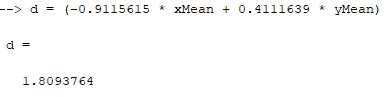 --> d = (-0.9115615 * xMean + 0.4111639 * yMean)
d =
1.8093764